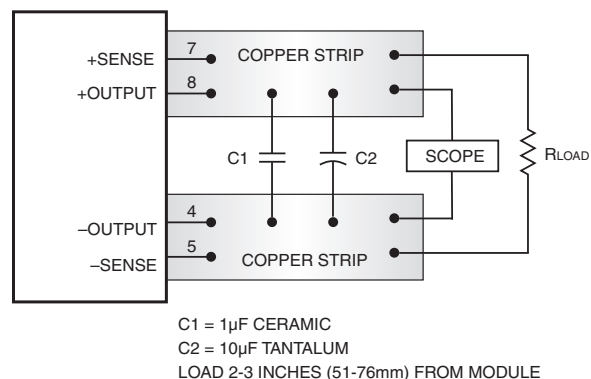 +SENSE
7
COPPER STRIP
+OUTPUT
8
C1
C2
SCOPE
RLOAD
–OUTPUT
4
–SENSE
5
COPPER STRIP
C1 = 1µF CERAMIC
C2 = 10µF TANTALUM
LOAD 2-3 INCHES (51-76mm) FROM MODULE